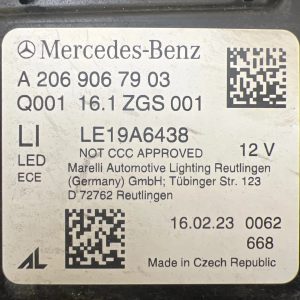 Mercedes-Benz
A 206 906 79 03
Q001 16.1 ZGS 001
LI LE19A6438
LED NOT CCC APPROVED 12 V
ECE Marelli Automotive Lighting Reutlingen
(Germany) GmbH; Tübinger Str. 123
D 72762 Reutlingen
16.02.23 0062
668
AL Made in Czech Republic